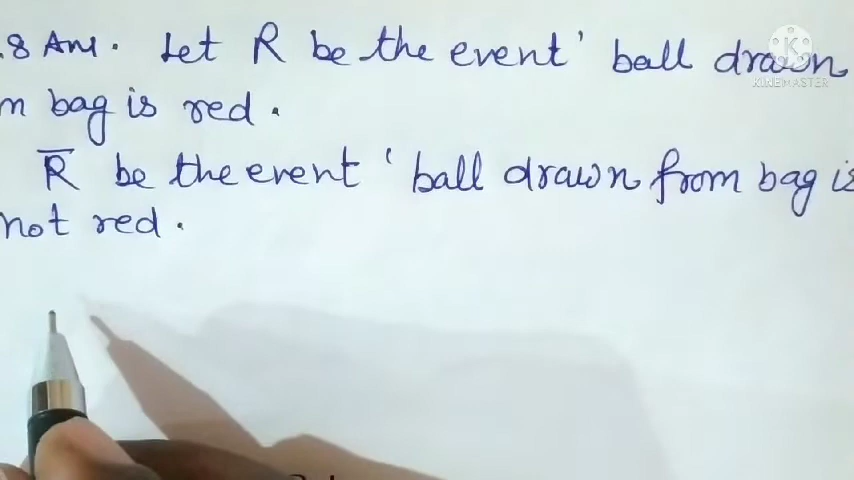 .8 Ans. Let R be the event' ball drawn
m bag is red.
R̅ be the event ' ball drawn from bag is
not red.
KINEMASTER